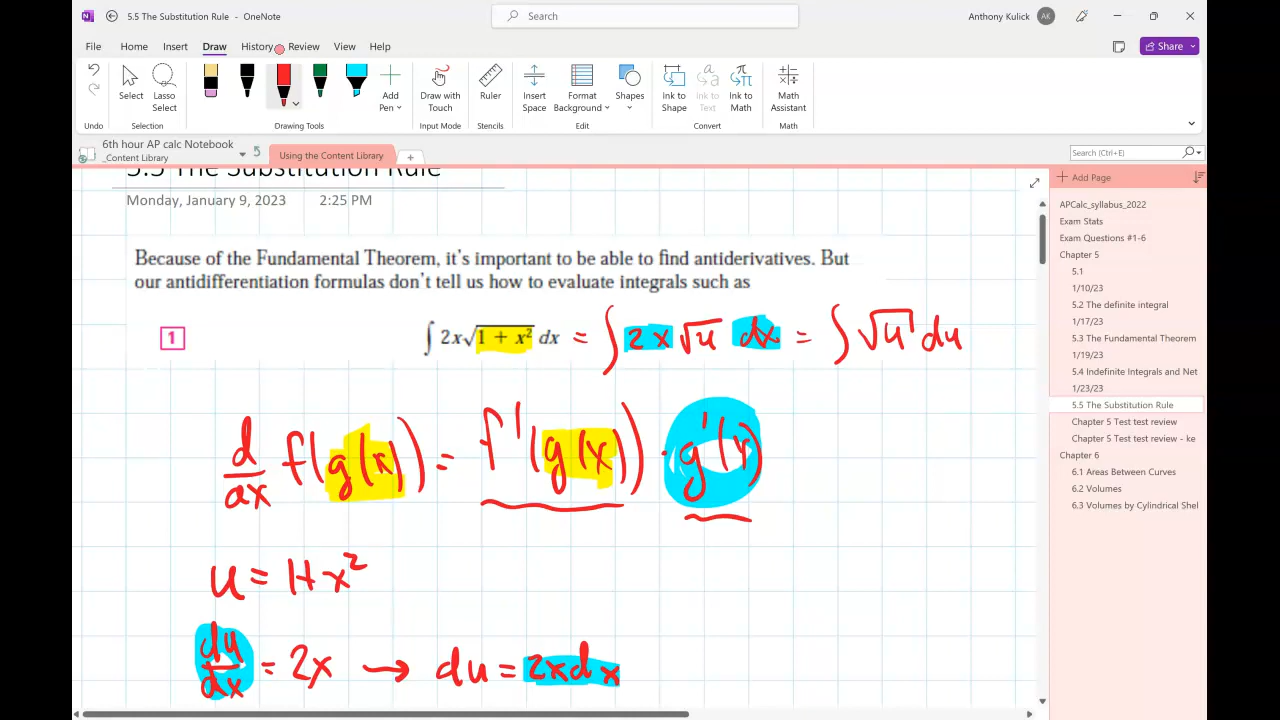 5.5 The Substitution Rule - OneNote
Search
Anthony Kulick AK
File Home Insert Draw History Review View Help
Share
Undo
Select
Lasso Select
Selection
Drawing Tools
Add Pen
Draw with Touch
Input Mode
Ruler
Stencils
Insert Space
Format Background
Shapes
Edit
Ink to Shape
Ink to Text
Ink to Math
Convert
Math Assistant
Math
6th hour AP calc Notebook
_Content Library
Using the Content Library
+
Search (Ctrl+E)
5.5 The Substitution Rule
Monday, January 9, 2023 2:25 PM
Because of the Fundamental Theorem, it's important to be able to find antiderivatives. But
our antidifferentiation formulas don't tell us how to evaluate integrals such as
1 ∫ 2x√(1 + x²) dx = ∫ 2x √u dx = ∫ √u du
d/dx f(g(x)) = f'(g(x)) · g'(x)
u = 1+x²
du/dx = 2x → du = 2xdx
Add Page
APCalc_syllabus_2022
Exam Stats
Exam Questions #1-6
Chapter 5
5.1
1/10/23
5.2 The definite integral
1/17/23
5.3 The Fundamental Theorem
1/19/23
5.4 Indefinite Integrals and Net
1/23/23
5.5 The Substitution Rule
Chapter 5 Test test review
Chapter 5 Test test review - ke
Chapter 6
6.1 Areas Between Curves
6.2 Volumes
6.3 Volumes by Cylindrical Shel